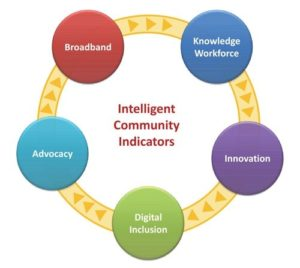 Broadband
Knowledge
Workforce
Intelligent
Community
Indicators
Advocacy
Innovation
Digital
Inclusion